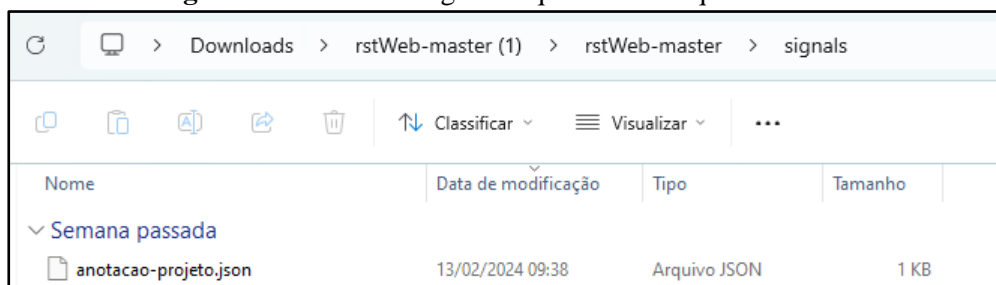 Downloads > rstWeb-master (1) > rstWeb-master > signals
Classificar Visualizar ...
Nome Data de modificação Tipo Tamanho
Semana passada
anotacao-projeto.json 13/02/2024 09:38 Arquivo JSON 1 KB